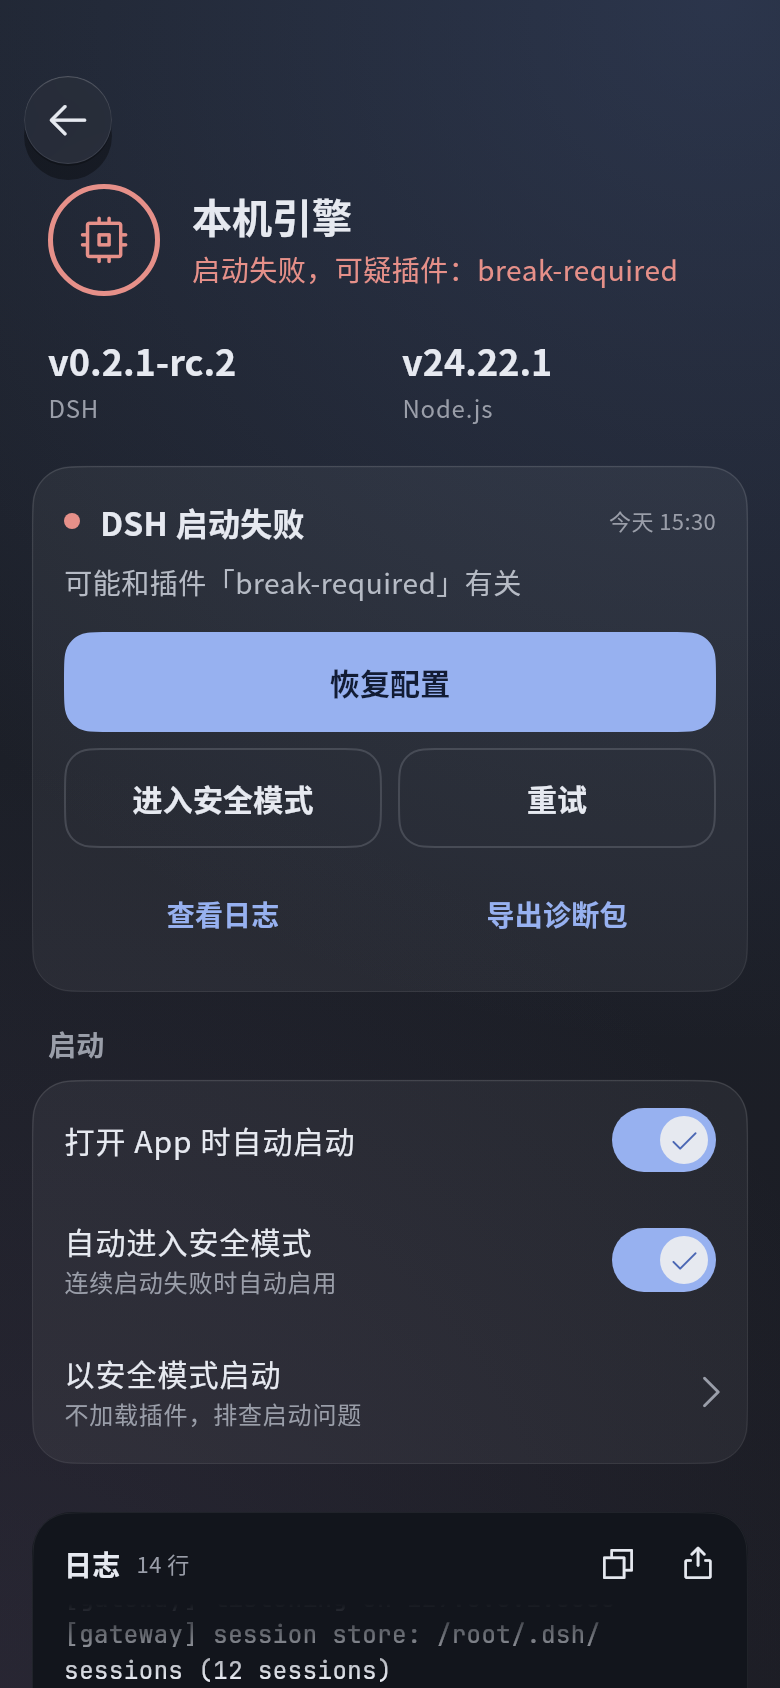 本机引擎
启动失败，可疑插件：break-required
v0.2.1-rc.2
v24.22.1
DSH
Node.js
DSH 启动失败
今天 15:30
可能和插件「break-required」有关
恢复配置
进入安全模式
重试
查看日志
导出诊断包
启动
打开 App 时自动启动
自动进入安全模式
连续启动失败时自动启用
以安全模式启动
不加载插件，排查启动问题
日志
14 行
[gateway] session store: /root/.dsh/
sessions (12 sessions)